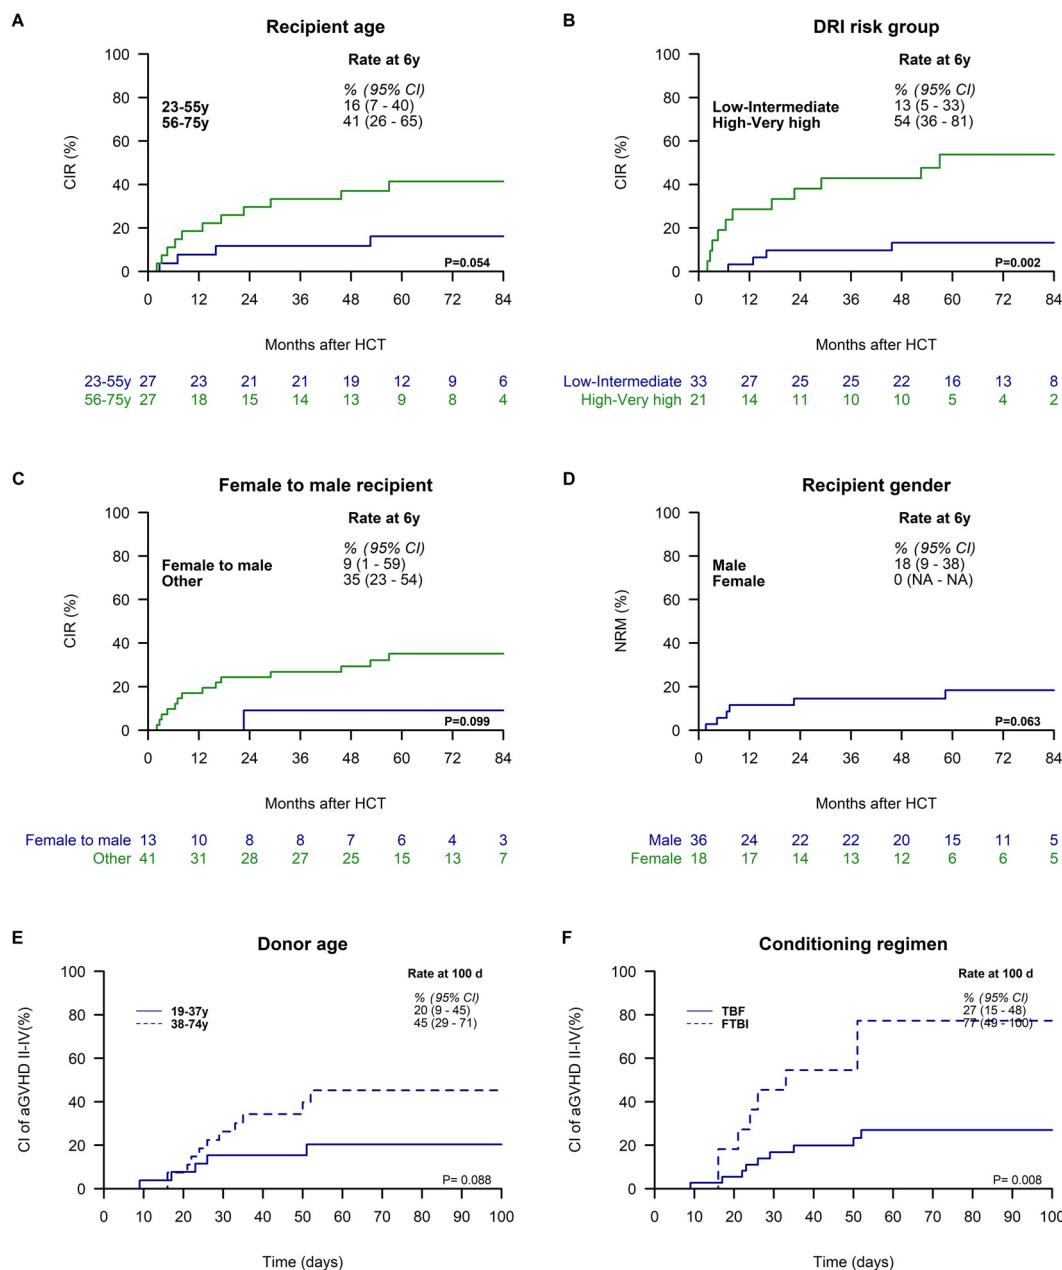 A
Recipient age
Rate at 6y
% (95% CI)
23-55y 16 (7 - 40)
56-75y 41 (26 - 65)
CIR (%)
100
80
60
40
20
0
P=0.054
0 12 24 36 48 60 72 84
Months after HCT
23-55y 27 23 21 21 19 12 9 6
56-75y 27 18 15 14 13 9 8 4
B
DRI risk group
Rate at 6y
% (95% CI)
Low-Intermediate 13 (5 - 33)
High-Very high 54 (36 - 81)
CIR (%)
100
80
60
40
20
0
P=0.002
0 12 24 36 48 60 72 84
Months after HCT
Low-Intermediate 33 27 25 25 22 16 13 8
High-Very high 21 14 11 10 10 5 4 2
C
Female to male recipient
Rate at 6y
% (95% CI)
Female to male 9 (1 - 59)
Other 35 (23 - 54)
CIR (%)
100
80
60
40
20
0
P=0.099
0 12 24 36 48 60 72 84
Months after HCT
Female to male 13 10 8 8 7 6 4 3
Other 41 31 28 27 25 15 13 7
D
Recipient gender
Rate at 6y
% (95% CI)
Male 18 (9 - 38)
Female 0 (NA - NA)
NRM (%)
100
80
60
40
20
0
P=0.063
0 12 24 36 48 60 72 84
Months after HCT
Male 36 24 22 22 20 15 11 5
Female 18 17 14 13 12 6 6 5
E
Donor age
Rate at 100 d
% (95% CI)
19-37y 20 (9 - 45)
38-74y 45 (29 - 71)
CI of aGVHD II-IV(%)
100
80
60
40
20
0
P= 0.088
0 10 20 30 40 50 60 70 80 90 100
Time (days)
F
Conditioning regimen
Rate at 100 d
% (95% CI)
TBF 27 (15 - 48)
FTBI 77 (49 - 100)
CI of aGVHD II-IV(%)
100
80
60
40
20
0
P= 0.008
0 10 20 30 40 50 60 70 80 90 100
Time (days)